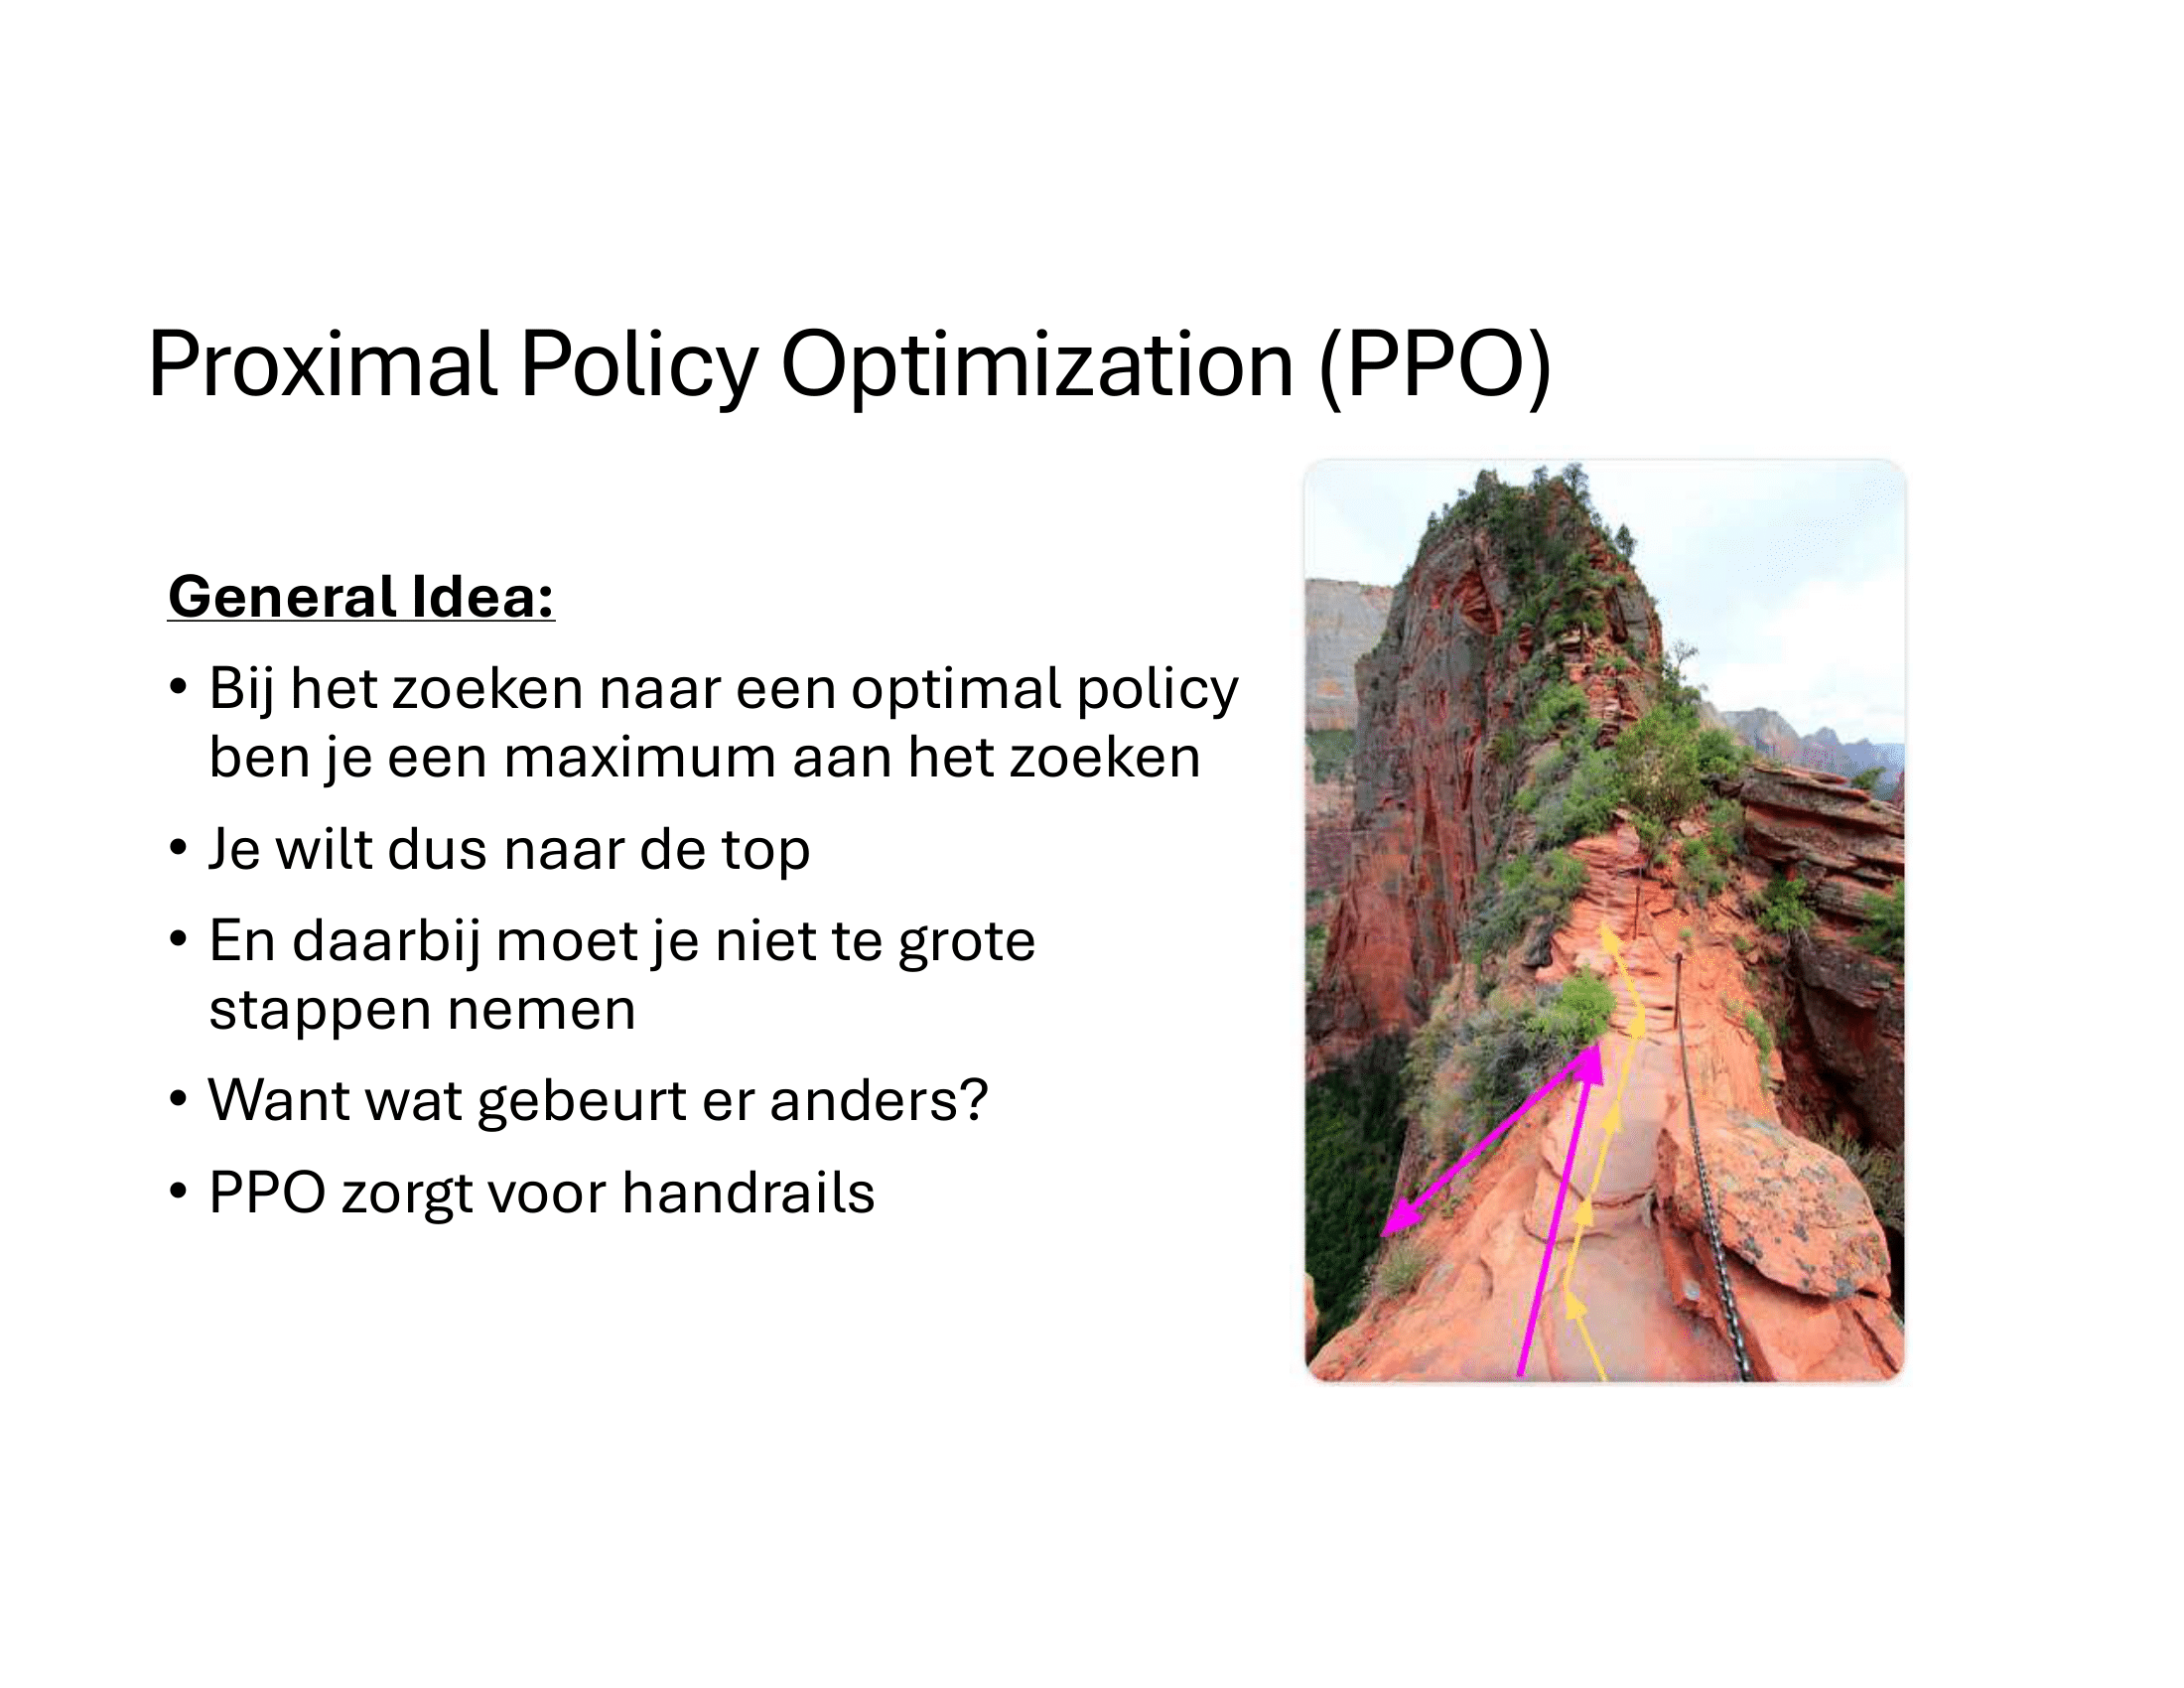 Proximal Policy Optimization (PPO)
General Idea:
• Bij het zoeken naar een optimal policy
ben je een maximum aan het zoeken
• Je wilt dus naar de top
• En daarbij moet je niet te grote
stappen nemen
• Want wat gebeurt er anders?
• PPO zorgt voor handrails